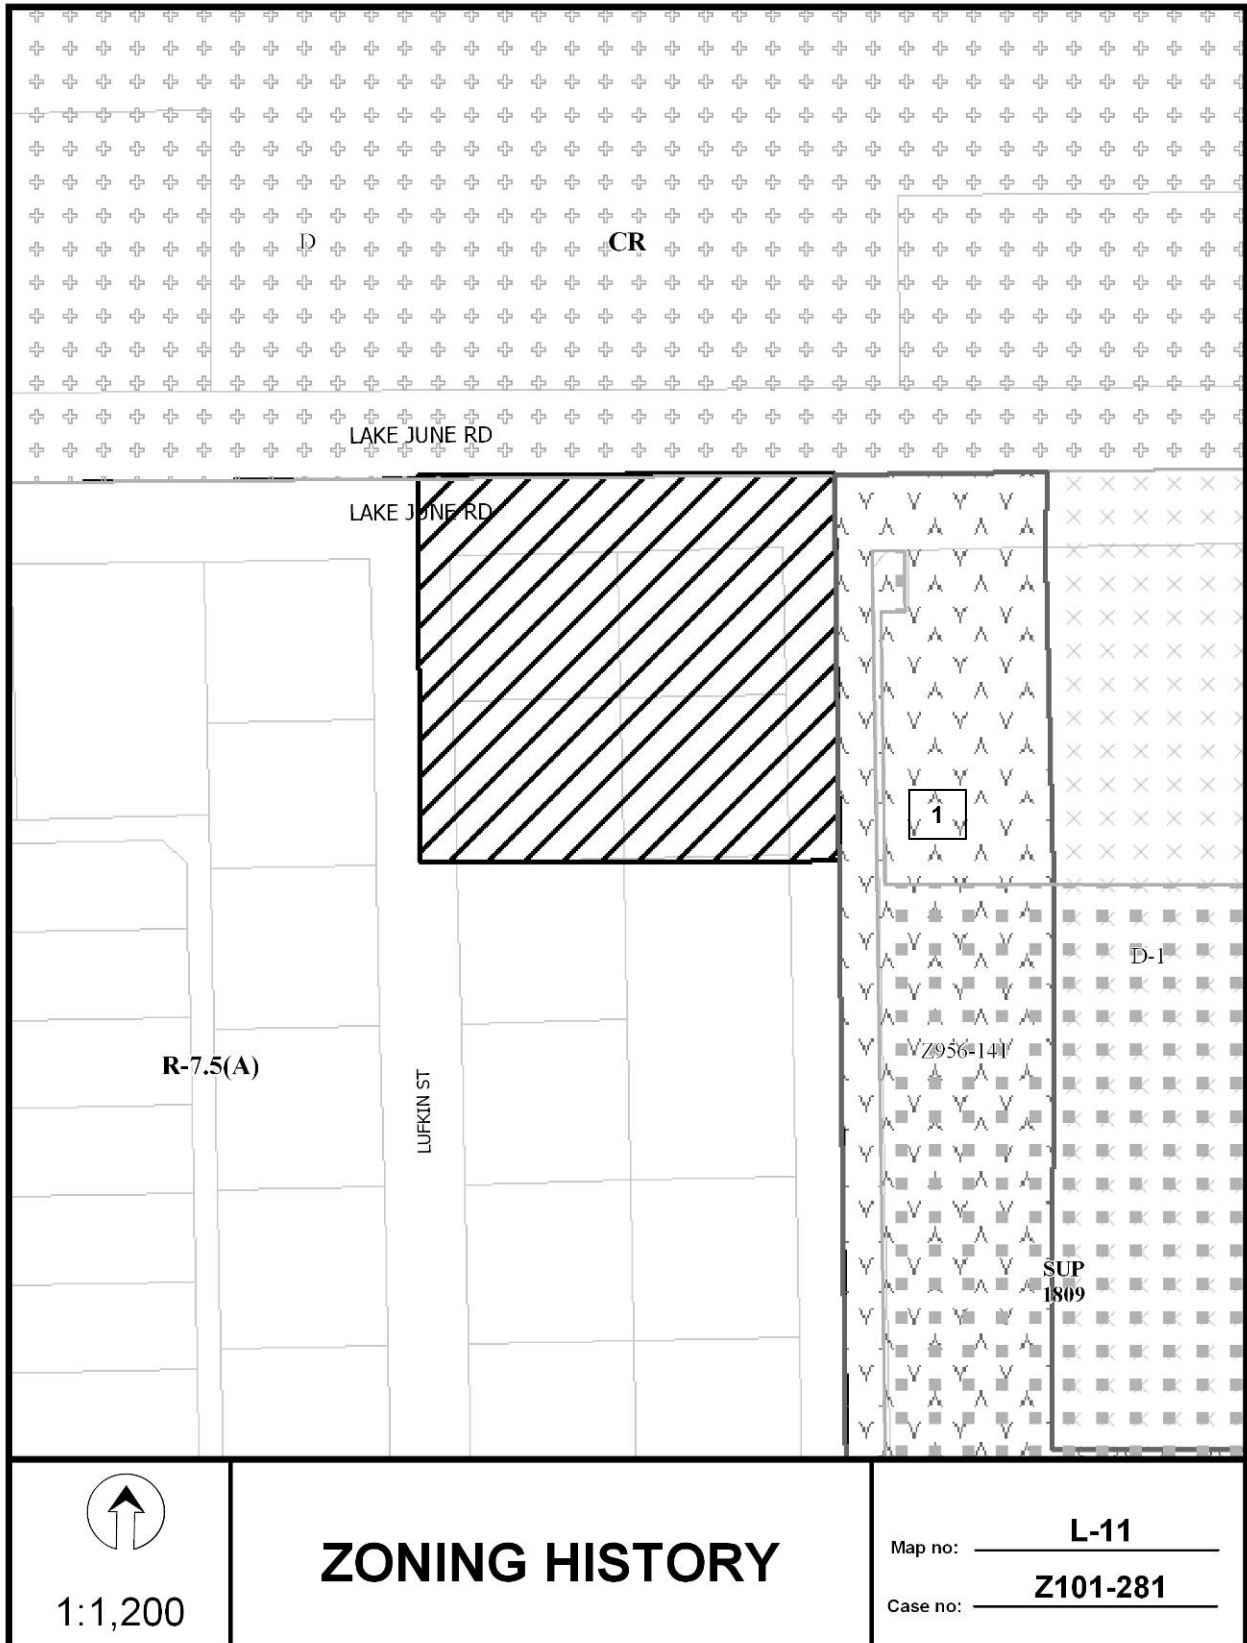 D
CR
LAKE JUNE RD
LAKE JUNE RD
1
D-1
Z956-141
R-7.5(A)
LUFKIN ST
SUP
1809
1:1,200
ZONING HISTORY
Map no: L-11
Case no: Z101-281